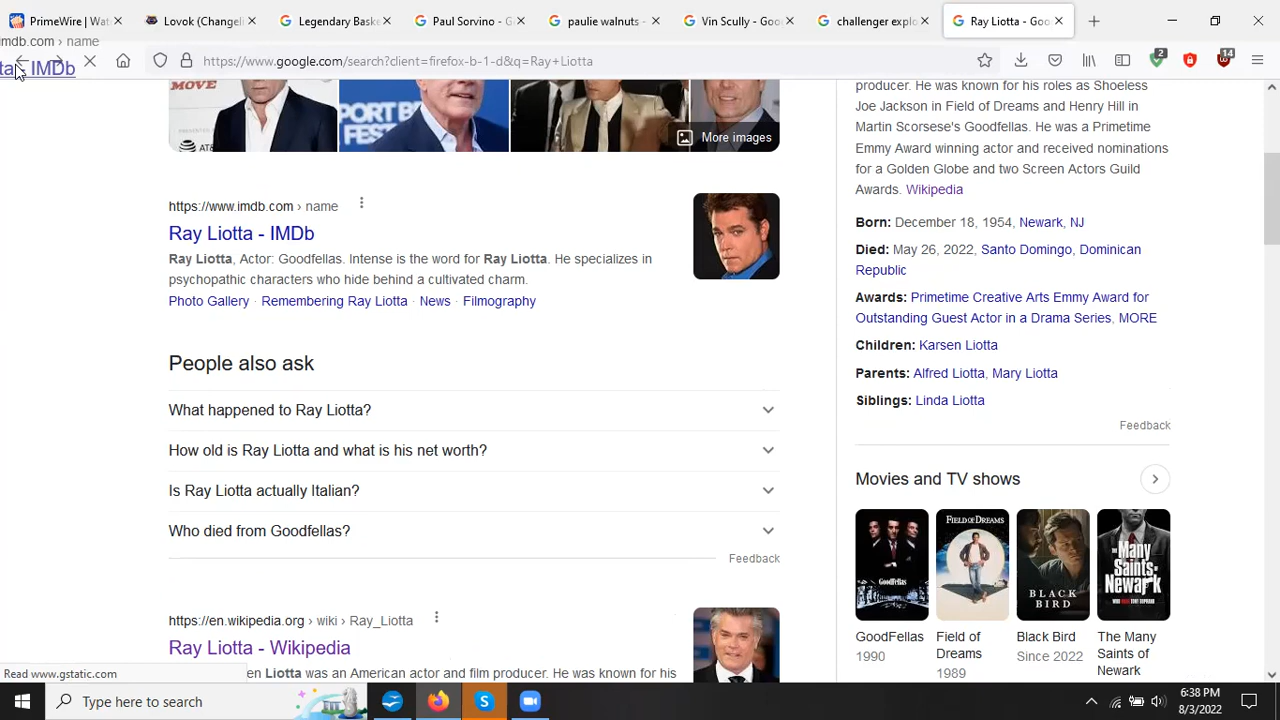 PrimeWire | Wat
Lovok (Changeli
Legendary Baske
Paul Sorvino - G
paulie walnuts -
Vin Scully - Goo
challenger explo
Ray Liotta - Goo
imdb.com › name
IMDb
https://www.google.com/search?client=firefox-b-1-d&q=Ray+Liotta
2
14
MOVE
AT&T
PORT BE
FEST
More images
producer. He was known for his roles as Shoeless
Joe Jackson in Field of Dreams and Henry Hill in
Martin Scorsese's Goodfellas. He was a Primetime
Emmy Award winning actor and received nominations
for a Golden Globe and two Screen Actors Guild
Awards. Wikipedia
https://www.imdb.com › name
Ray Liotta - IMDb
Ray Liotta, Actor: Goodfellas. Intense is the word for Ray Liotta. He specializes in
psychopathic characters who hide behind a cultivated charm.
Photo Gallery · Remembering Ray Liotta · News · Filmography
Born: December 18, 1954, Newark, NJ
Died: May 26, 2022, Santo Domingo, Dominican
Republic
Awards: Primetime Creative Arts Emmy Award for
Outstanding Guest Actor in a Drama Series, MORE
Children: Karsen Liotta
Parents: Alfred Liotta, Mary Liotta
Siblings: Linda Liotta
Feedback
People also ask
What happened to Ray Liotta?
How old is Ray Liotta and what is his net worth?
Is Ray Liotta actually Italian?
Who died from Goodfellas?
Feedback
Movies and TV shows
Goodfellas
FIELD OF DREAMS
BLACK
BIRD
The Many
Saints
of
Newark
GoodFellas
1990
Field of
Dreams
1989
Black Bird
Since 2022
The Many
Saints of
Newark
https://en.wikipedia.org › wiki › Ray_Liotta
Ray Liotta - Wikipedia
en Liotta was an American actor and film producer. He was known for his
Read www.gstatic.com
Type here to search
6:38 PM
8/3/2022